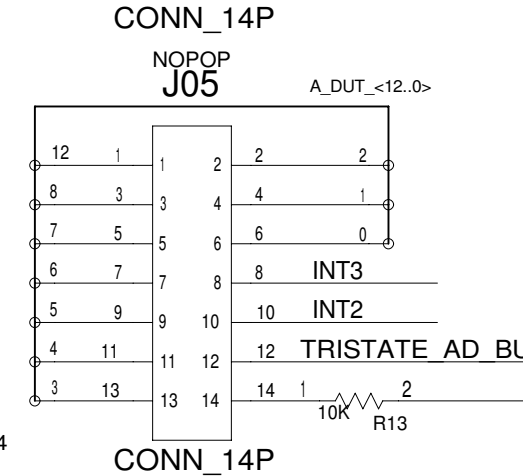 CONN_14P
NOPOP
J05
A_DUT_<12..0>
12 1 1 2 2 2
8 3 3 4 4 1
7 5 5 6 6 0
6 7 7 8 8 INT3
5 9 9 10 10 INT2
4 11 11 12 12 TRISTATE_AD_BU
3 13 13 14 14 1 2
10K R13
4
CONN_14P